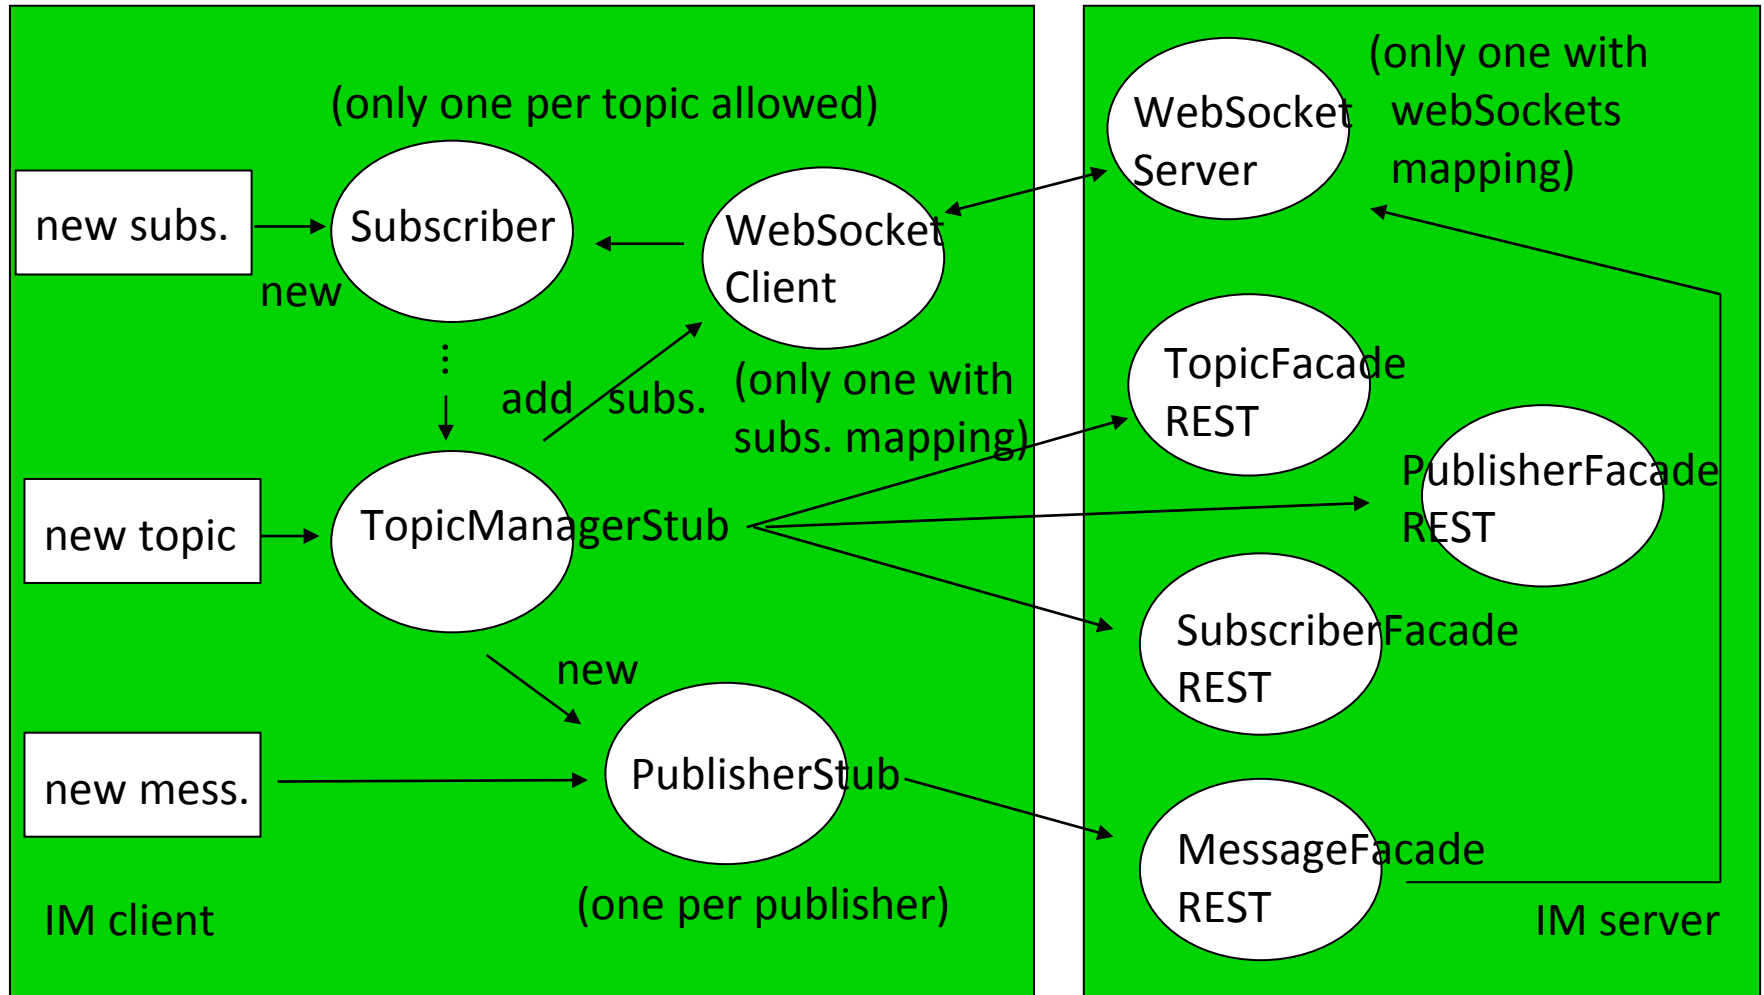 (only one per topic allowed)
new subs.
new
Subscriber
WebSocket
Client
...
add subs.
(only one with
subs. mapping)
new topic
TopicManagerStub
new
new mess.
PublisherStub
(one per publisher)
IM client
WebSocket
Server
(only one with
webSockets
mapping)
TopicFacade
REST
PublisherFacade
REST
SubscriberFacade
REST
MessageFacade
REST
IM server